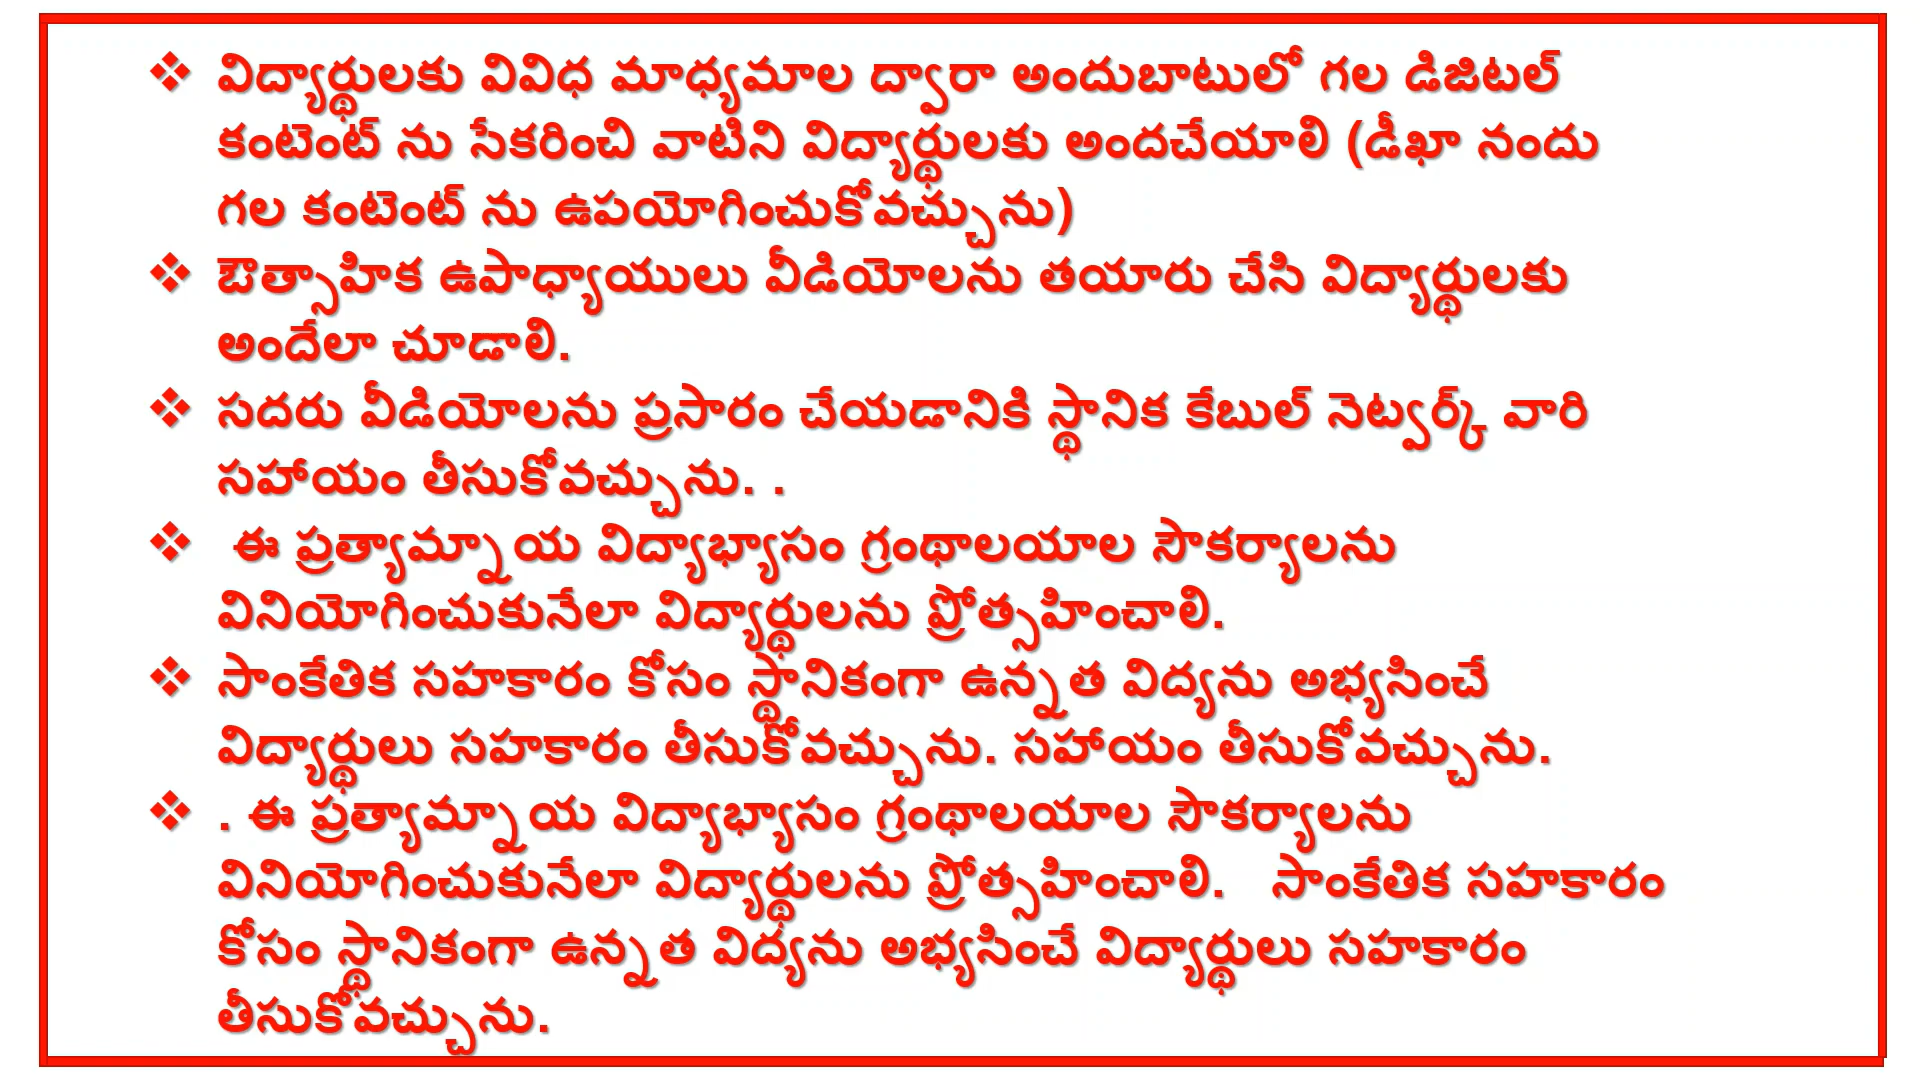 ❖ విద్యార్థులకు వివిధ మాధ్యమాల ద్వారా అందుబాటులో గల డిజిటల్
కంటెంట్ ను సేకరించి వాటిని విద్యార్థులకు అందచేయాలి (డీఖా నందు
గల కంటెంట్ ను ఉపయోగించుకోవచ్చును)
❖ ఔత్సాహిక ఉపాధ్యాయులు వీడియోలను తయారు చేసి విద్యార్థులకు
అందేలా చూడాలి.
❖ సదరు వీడియోలను ప్రసారం చేయడానికి స్థానిక కేబుల్ నెట్వర్క్ వారి
సహాయం తీసుకోవచ్చును. .
❖ ఈ ప్రత్యామ్నాయ విద్యాభ్యాసం గ్రంథాలయాల సౌకర్యాలను
వినియోగించుకునేలా విద్యార్థులను ప్రోత్సహించాలి.
❖ సాంకేతిక సహకారం కోసం స్థానికంగా ఉన్నత విద్యను అభ్యసించే
విద్యార్థులు సహకారం తీసుకోవచ్చును. సహాయం తీసుకోవచ్చును.
❖ . ఈ ప్రత్యామ్నాయ విద్యాభ్యాసం గ్రంథాలయాల సౌకర్యాలను
వినియోగించుకునేలా విద్యార్థులను ప్రోత్సహించాలి. సాంకేతిక సహకారం
కోసం స్థానికంగా ఉన్నత విద్యను అభ్యసించే విద్యార్థులు సహకారం
తీసుకోవచ్చును.